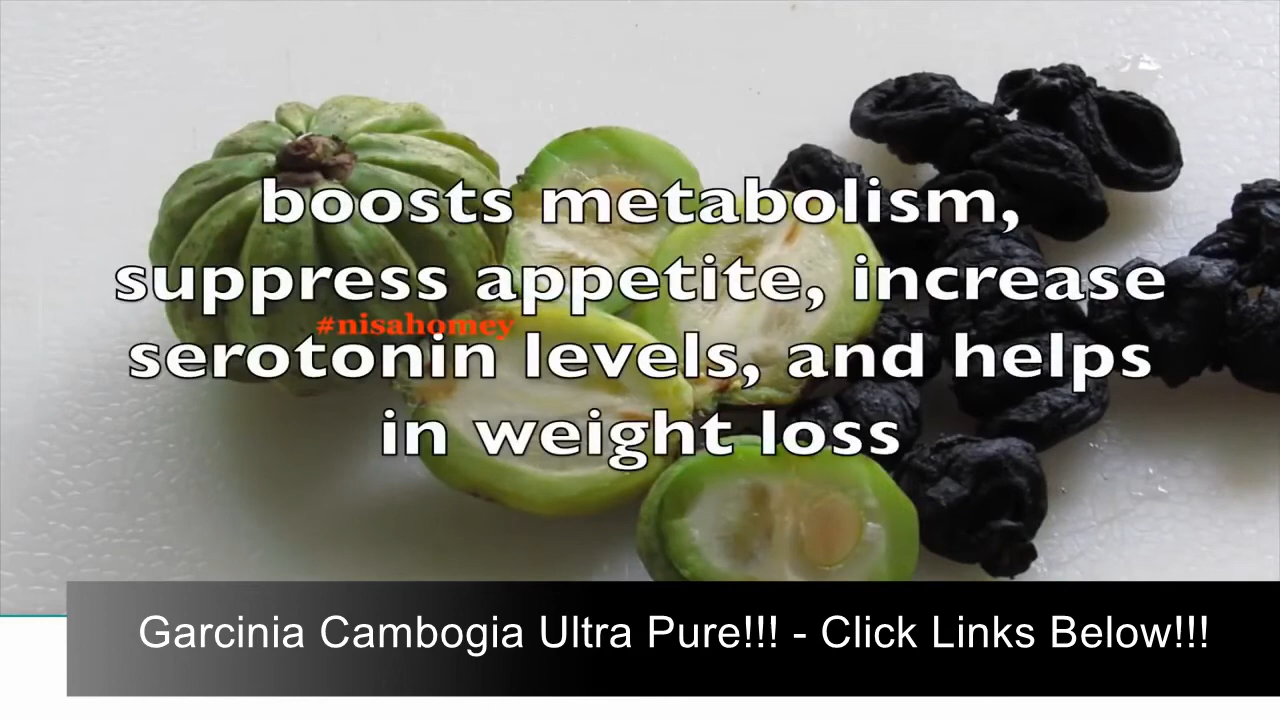 boosts metabolism,
suppress appetite, increase
#nisahomey
serotonin levels, and helps
in weight loss
Garcinia Cambogia Ultra Pure!!! - Click Links Below!!!